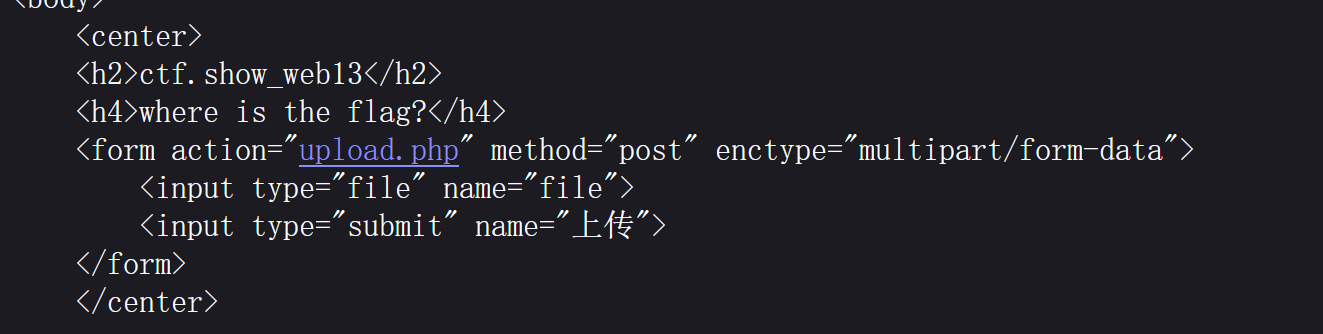 <body>
<center>
<h2>ctf.show_web13</h2>
<h4>where is the flag?</h4>
<form action="upload.php" method="post" enctype="multipart/form-data">
<input type="file" name="file">
<input type="submit" name="上传">
</form>
</center>